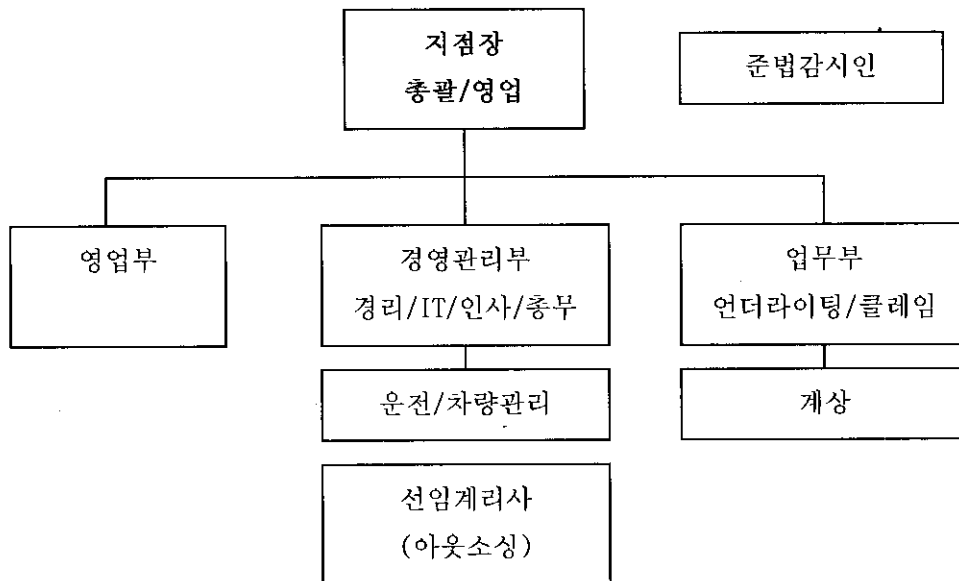 지점장
총괄/영업
준법감시인
영업부
경영관리부
경리/IT/인사/총무
업무부
언더라이팅/클레임
운전/차량관리
계상
선임계리사
(아웃소싱)